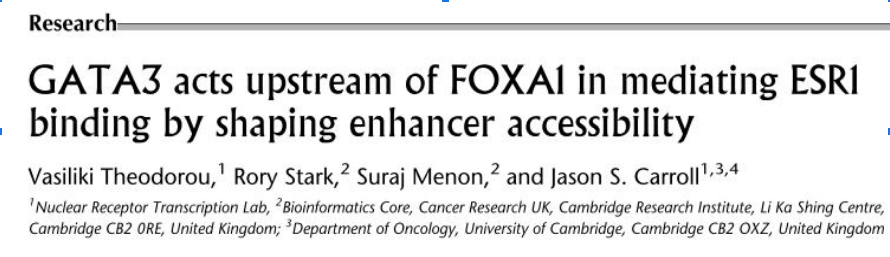 Research
GATA3 acts upstream of FOXA1 in mediating ESR1
binding by shaping enhancer accessibility
Vasiliki Theodorou,1 Rory Stark,2 Suraj Menon,2 and Jason S. Carroll1,3,4
1Nuclear Receptor Transcription Lab, 2Bioinformatics Core, Cancer Research UK, Cambridge Research Institute, Li Ka Shing Centre,
Cambridge CB2 0RE, United Kingdom; 3Department of Oncology, University of Cambridge, Cambridge CB2 OXZ, United Kingdom